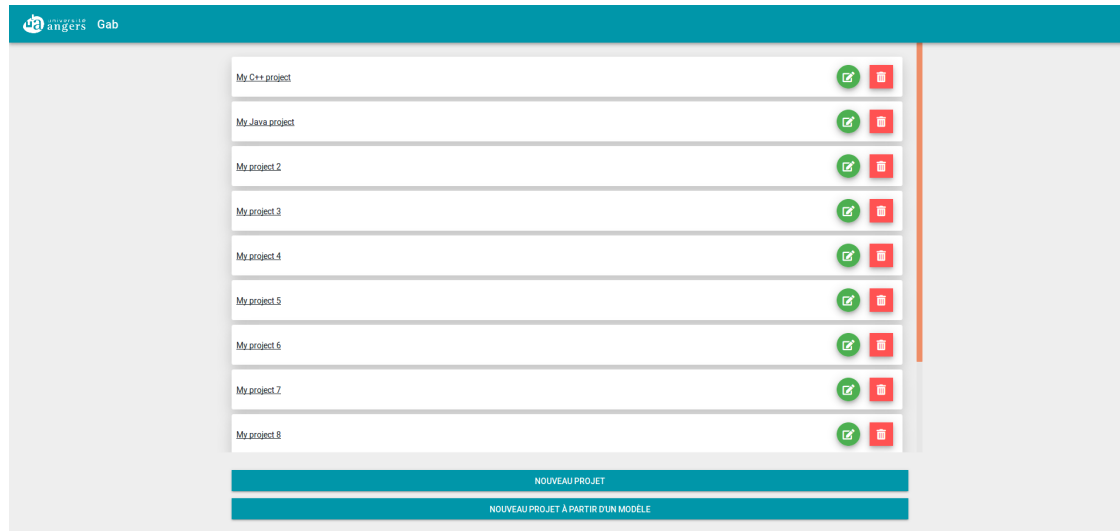 université
angers Gab
My C++ project
My Java project
My project 2
My project 3
My project 4
My project 5
My project 6
My project 7
My project 8
NOUVEAU PROJET
NOUVEAU PROJET À PARTIR D'UN MODÈLE